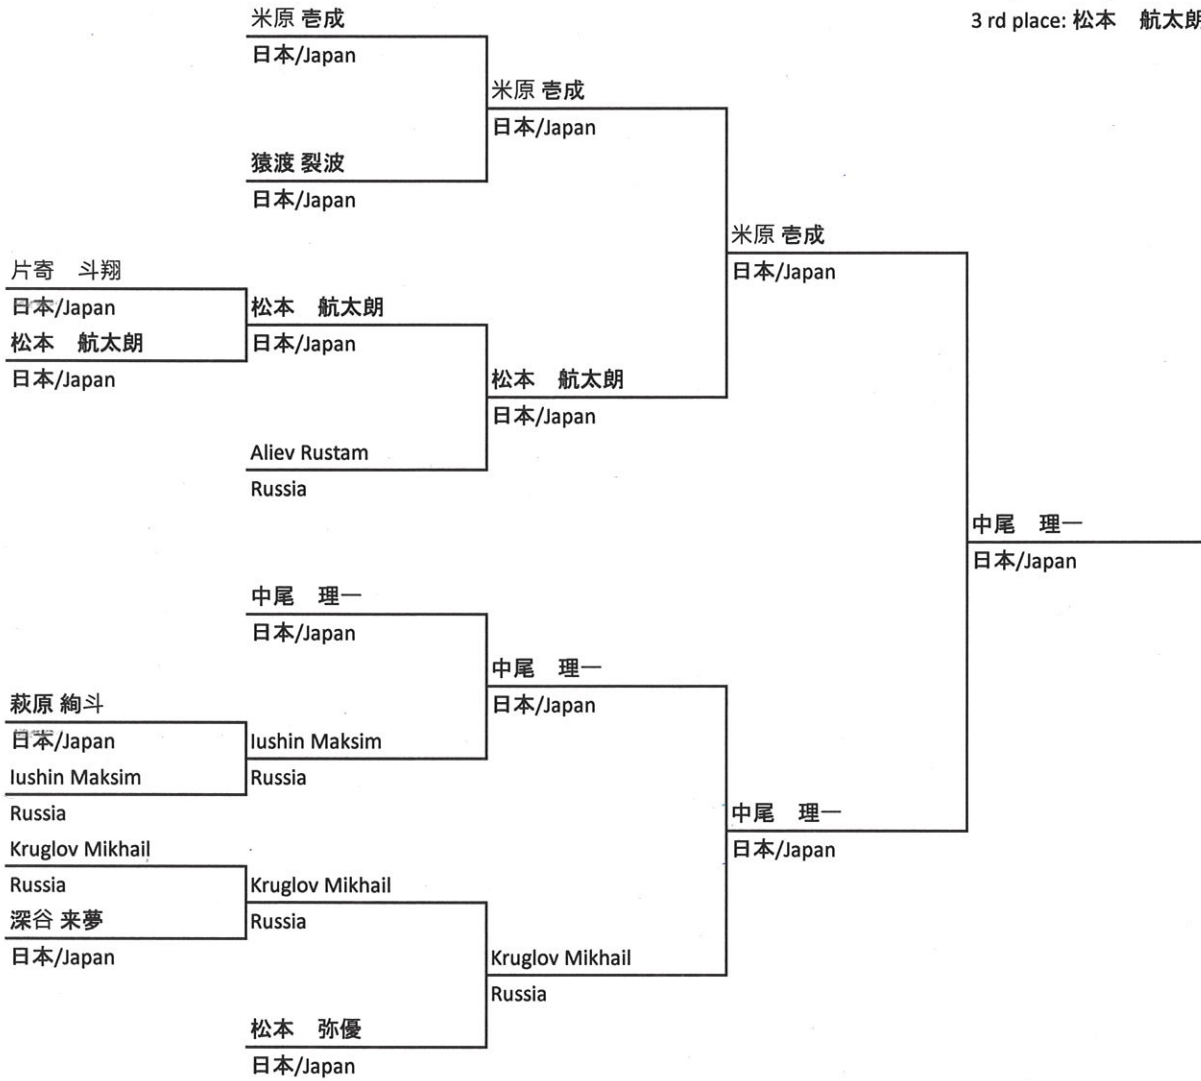 3 rd place: 松本　航太朗
米原 壱成
日本/Japan
米原 壱成
日本/Japan
猿渡 裂波
日本/Japan
米原 壱成
日本/Japan
片寄　斗翔
日本/Japan
松本　航太朗
日本/Japan
松本　航太朗
日本/Japan
松本　航太朗
日本/Japan
Aliev Rustam
Russia
中尾　理一
日本/Japan
中尾　理一
日本/Japan
中尾　理一
日本/Japan
萩原 絢斗
日本/Japan
Iushin Maksim
Russia
Iushin Maksim
Russia
中尾　理一
日本/Japan
Kruglov Mikhail
Russia
Kruglov Mikhail
Russia
深谷 来夢
日本/Japan
Kruglov Mikhail
Russia
松本　弥優
日本/Japan